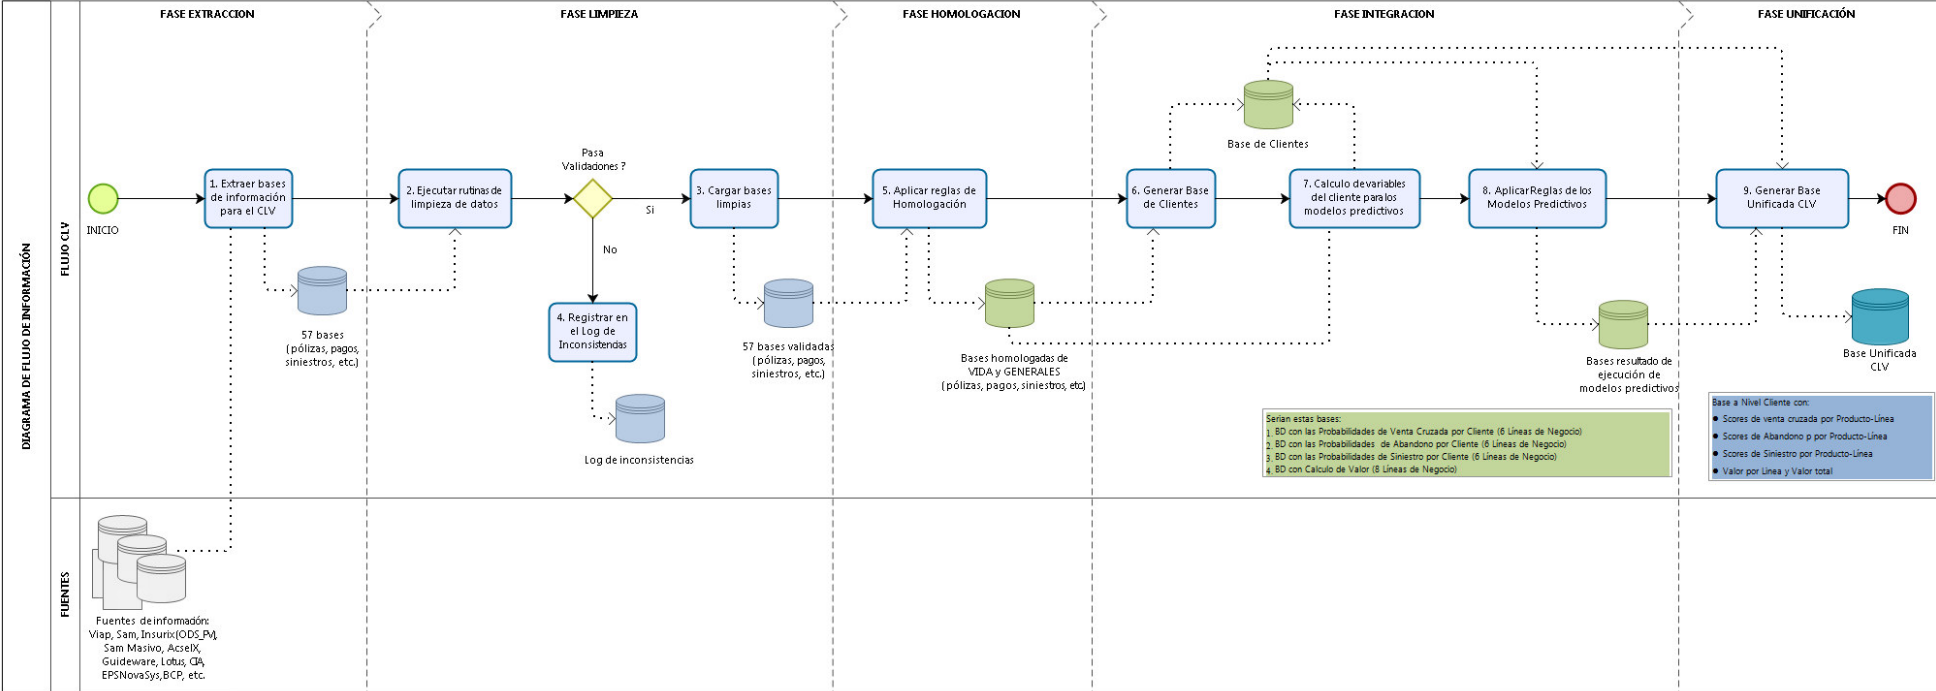 FASE EXTRACCION
FASE LIMPIEZA
FASE HOMOLOGACION
FASE INTEGRACION
FASE UNIFICACIÓN
DIAGRAMA DE FLUJO DE INFORMACIÓN
FLUJO CLV
INICIO
1. Extraer bases
de información
para el CLV
57 bases
(pólizas, pagos,
siniestros, etc.)
2. Ejecutar rutinas de
limpieza de datos
Pasa
Validaciones ?
Si
No
3. Cargar bases
limpias
4. Registrar en
el Log de
Inconsistencias
Log de inconsistencias
57 bases validadas
(pólizas, pagos,
siniestros, etc.)
5. Aplicar reglas de
Homologación
Bases homologadas de
VIDA y GENERALES
(pólizas, pagos, siniestros, etc)
6. Generar Base
de Clientes
Base de Clientes
7. Calculo de variables
del cliente para los
modelos predictivos
8. Aplicar Reglas de los
Modelos Predictivos
Bases resultado de
ejecución de
modelos predictivos
9. Generar Base
Unificada CLV
FIN
Base Unificada
CLV
Serian estas bases:
1. BD con las Probabilidades de Venta Cruzada por Cliente (6 Líneas de Negocio)
2. BD con las Probabilidades de Abandono por Cliente (6 Líneas de Negocio)
3. BD con las Probabilidades de Siniestro por Cliente (6 Líneas de Negocio)
4. BD con Calculo de Valor (8 Líneas de Negocio)
Base a Nivel Cliente con:
● Scores de venta cruzada por Producto-Línea
● Scores de Abandono p por Producto-Línea
● Scores de Siniestro por Producto-Línea
● Valor por Línea y Valor total
FUENTES
Fuentes de información:
Viap, Sam, Insurix(ODS_PV),
Sam Masivo, AcselX,
Guideware, Lotus, CIA,
EPSNovaSys,BCP, etc.